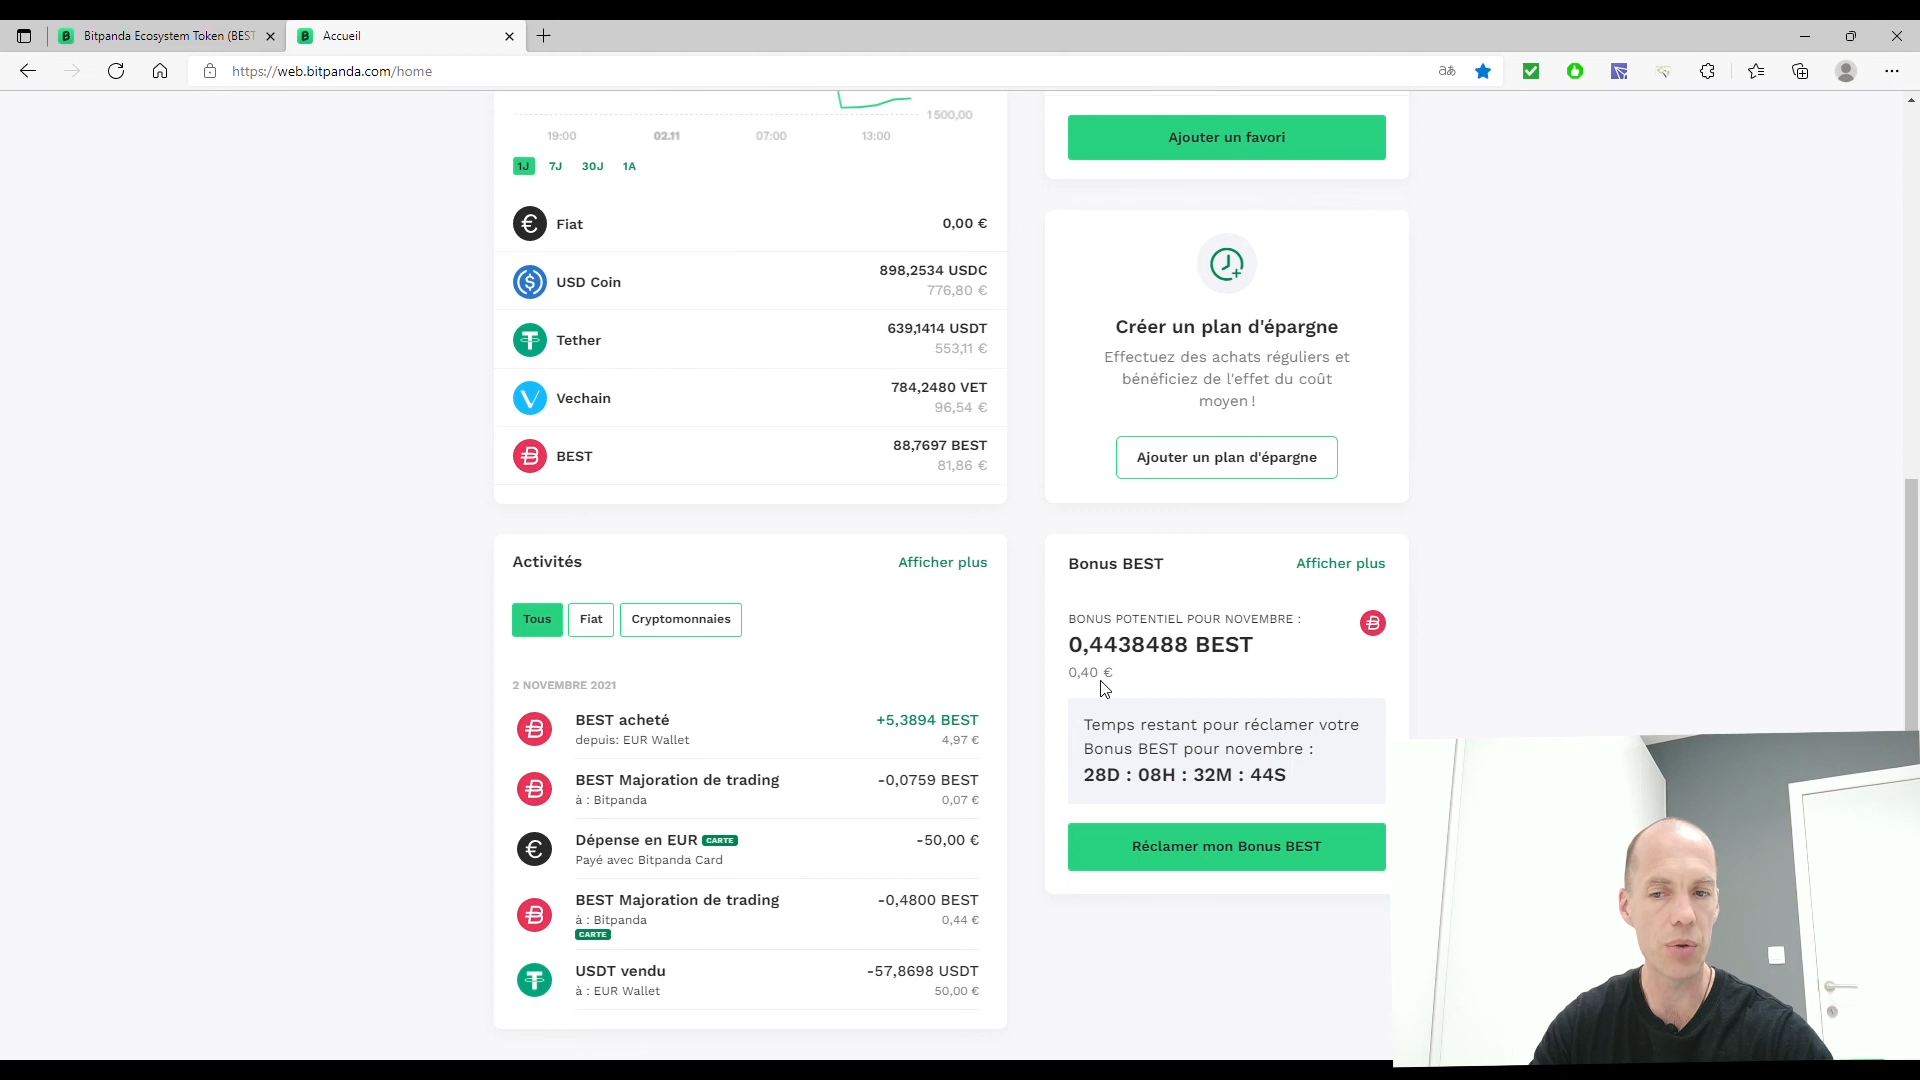 Bitpanda Ecosystem Token (BEST
Accueil
https://web.bitpanda.com/home
1 500,00
19:00 02.11 07:00 13:00
1J 7J 30J 1A
Fiat 0,00 €
USD Coin 898,2534 USDC
776,80 €
Tether 639,1414 USDT
553,11 €
Vechain 784,2480 VET
96,54 €
BEST 88,7697 BEST
81,86 €
Ajouter un favori
Créer un plan d'épargne
Effectuez des achats réguliers et
bénéficiez de l'effet du coût
moyen !
Ajouter un plan d'épargne
Activités Afficher plus
Tous Fiat Cryptomonnaies
2 NOVEMBRE 2021
BEST acheté +5,3894 BEST
depuis: EUR Wallet 4,97 €
BEST Majoration de trading -0,0759 BEST
à : Bitpanda 0,07 €
Dépense en EUR CARTE -50,00 €
Payé avec Bitpanda Card
BEST Majoration de trading -0,4800 BEST
à : Bitpanda 0,44 €
CARTE
USDT vendu -57,8698 USDT
à : EUR Wallet 50,00 €
Bonus BEST Afficher plus
BONUS POTENTIEL POUR NOVEMBRE :
0,4438488 BEST
0,40 €
Temps restant pour réclamer votre
Bonus BEST pour novembre :
28D : 08H : 32M : 44S
Réclamer mon Bonus BEST